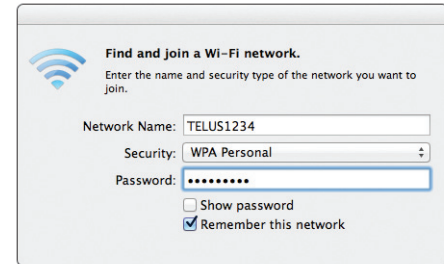 Find and join a Wi-Fi network.
Enter the name and security type of the network you want to
join.
Network Name: TELUS1234
Security: WPA Personal
Password: •••••••••
Show password
Remember this network